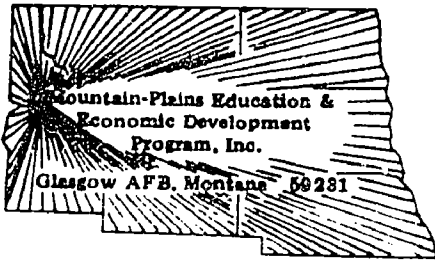 Mountain-Plains Education &
Economic Development
Program, Inc.
Glasgow AFB, Montana 59231